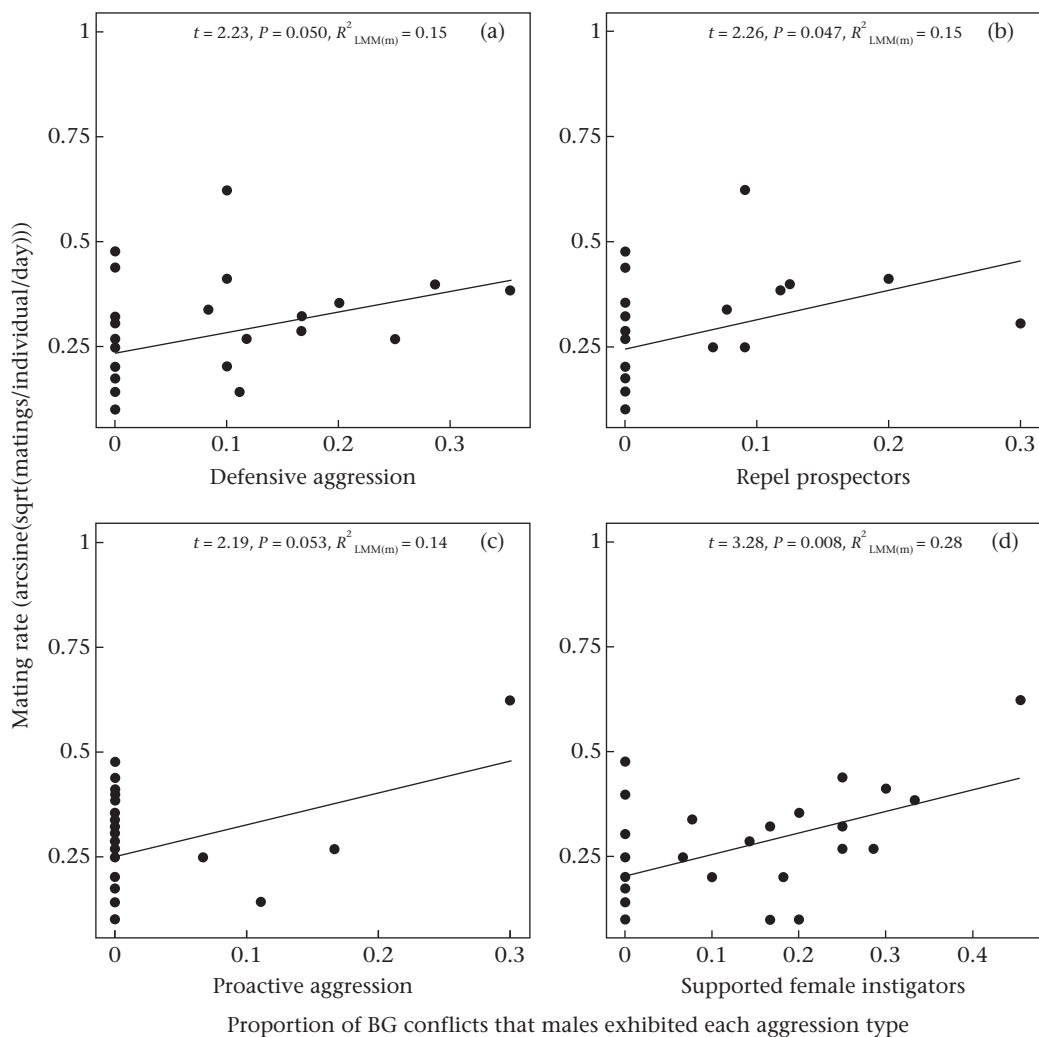 t = 2.23, P = 0.050, R²LMM(m) = 0.15 (a)
1
0.75
0.5
0.25
0 0.1 0.2 0.3
Defensive aggression
t = 2.26, P = 0.047, R²LMM(m) = 0.15 (b)
1
0.75
0.5
0.25
0 0.1 0.2 0.3
Repel prospectors
t = 2.19, P = 0.053, R²LMM(m) = 0.14 (c)
1
0.75
0.5
0.25
0 0.1 0.2 0.3
Proactive aggression
t = 3.28, P = 0.008, R²LMM(m) = 0.28 (d)
1
0.75
0.5
0.25
0 0.1 0.2 0.3 0.4
Supported female instigators
Mating rate (arcsine(sqrt(matings/individual/day)))
Proportion of BG conflicts that males exhibited each aggression type